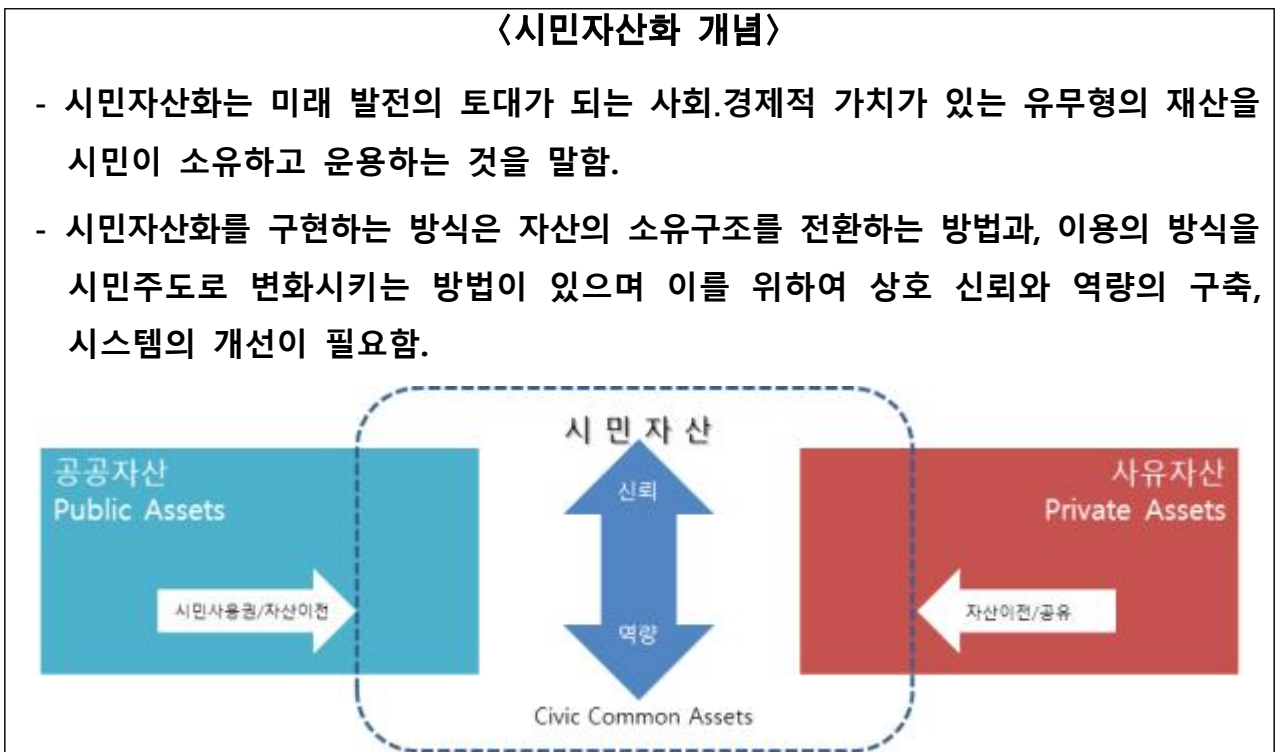 〈시민자산화 개념〉
- 시민자산화는 미래 발전의 토대가 되는 사회.경제적 가치가 있는 유무형의 재산을
시민이 소유하고 운용하는 것을 말함.
- 시민자산화를 구현하는 방식은 자산의 소유구조를 전환하는 방법과, 이용의 방식을
시민주도로 변화시키는 방법이 있으며 이를 위하여 상호 신뢰와 역량의 구축,
시스템의 개선이 필요함.
시 민 자 산
공공자산
Public Assets
신뢰
사유자산
Private Assets
시민사용권/자산이전
자산이전/공유
역량
Civic Common Assets